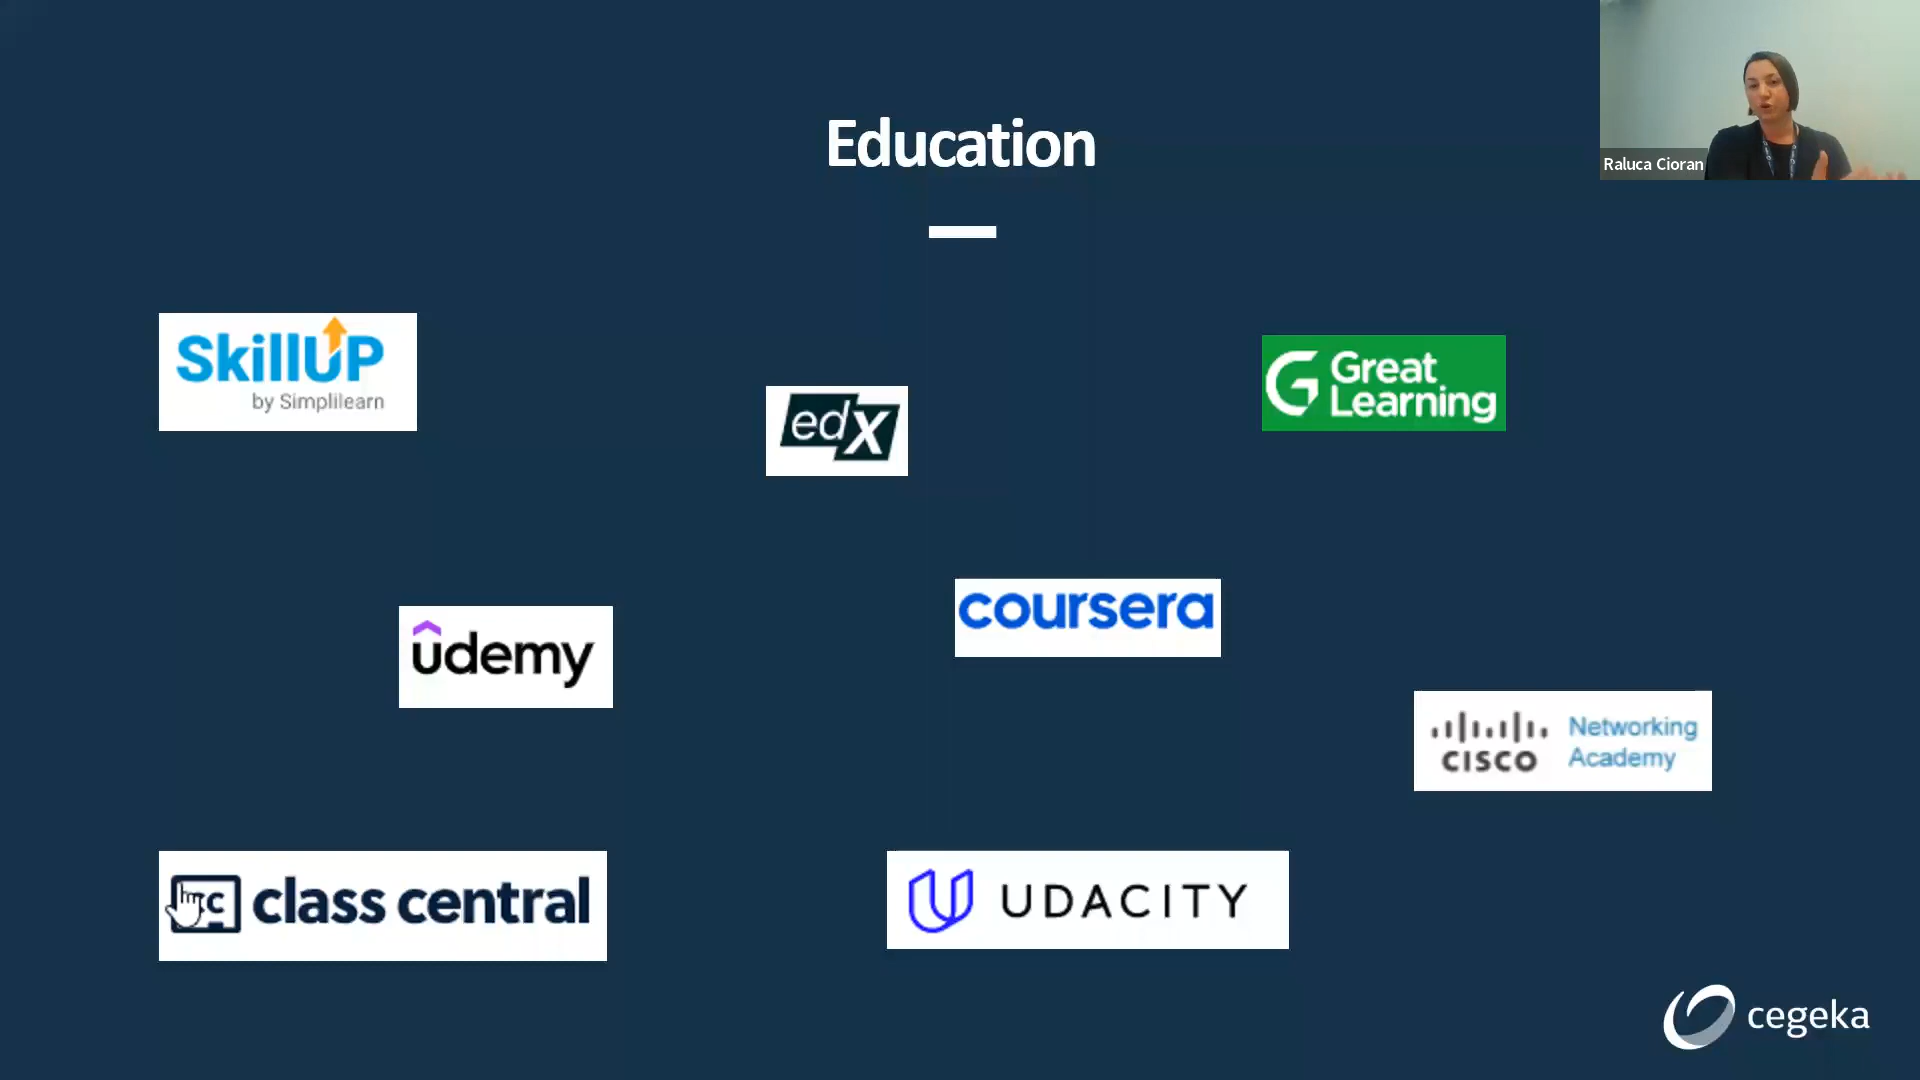 Education
Raluca Cioran
SkillUP
by Simplilearn
edX
Great
Learning
udemy
coursera
CISCO
Networking
Academy
class central
UDACITY
cegeka